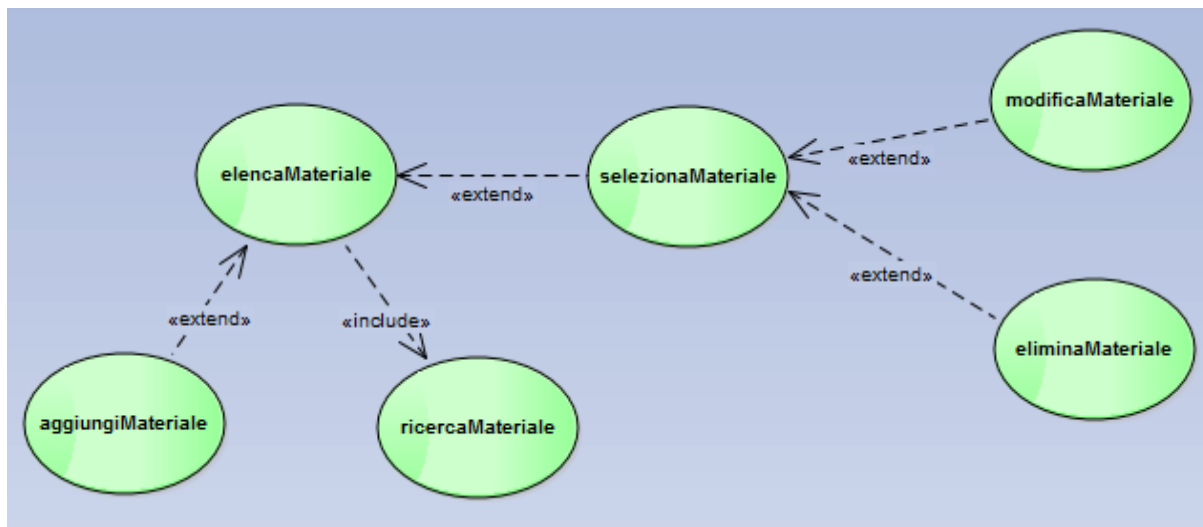 modificaMateriale
«extend»
elencaMateriale
selezionaMateriale
«extend»
«extend»
«extend»
«include»
eliminaMateriale
aggiungiMateriale
ricercaMateriale